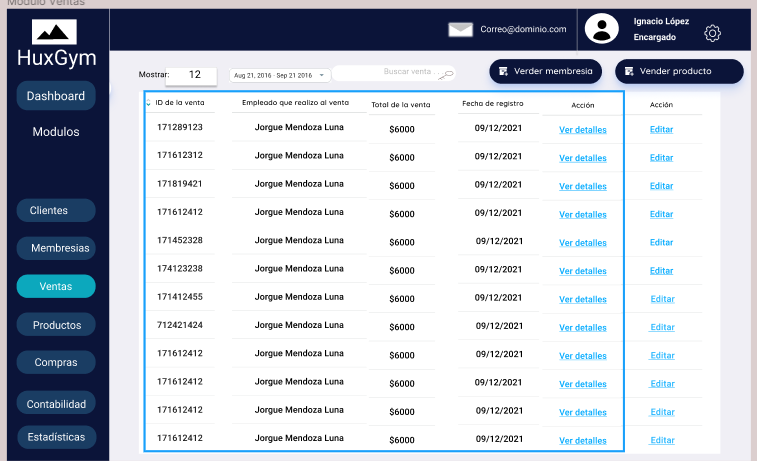 Modulo Ventas
HuxGym
Correo@dominio.com
Ignacio López
Encargado
Dashboard
Modulos
Clientes
Membresias
Ventas
Productos
Compras
Contabilidad
Estadísticas
Mostrar: 12
Aug 21, 2016 - Sep 21 2016
Buscar venta . . .
Verder membresia
Vender producto
ID de la venta Empleado que realizo al venta Total de la venta Fecha de registro Acción Acción
171289123 Jorgue Mendoza Luna $6000 09/12/2021 Ver detalles Editar
171612312 Jorgue Mendoza Luna $6000 09/12/2021 Ver detalles Editar
171819421 Jorgue Mendoza Luna $6000 09/12/2021 Ver detalles Editar
171612412 Jorgue Mendoza Luna $6000 09/12/2021 Ver detalles Editar
171452328 Jorgue Mendoza Luna $6000 09/12/2021 Ver detalles Editar
174123238 Jorgue Mendoza Luna $6000 09/12/2021 Ver detalles Editar
171412455 Jorgue Mendoza Luna $6000 09/12/2021 Ver detalles Editar
712421424 Jorgue Mendoza Luna $6000 09/12/2021 Ver detalles Editar
171612412 Jorgue Mendoza Luna $6000 09/12/2021 Ver detalles Editar
171612412 Jorgue Mendoza Luna $6000 09/12/2021 Ver detalles Editar
171612412 Jorgue Mendoza Luna $6000 09/12/2021 Ver detalles Editar
171612412 Jorgue Mendoza Luna $6000 09/12/2021 Ver detalles Editar